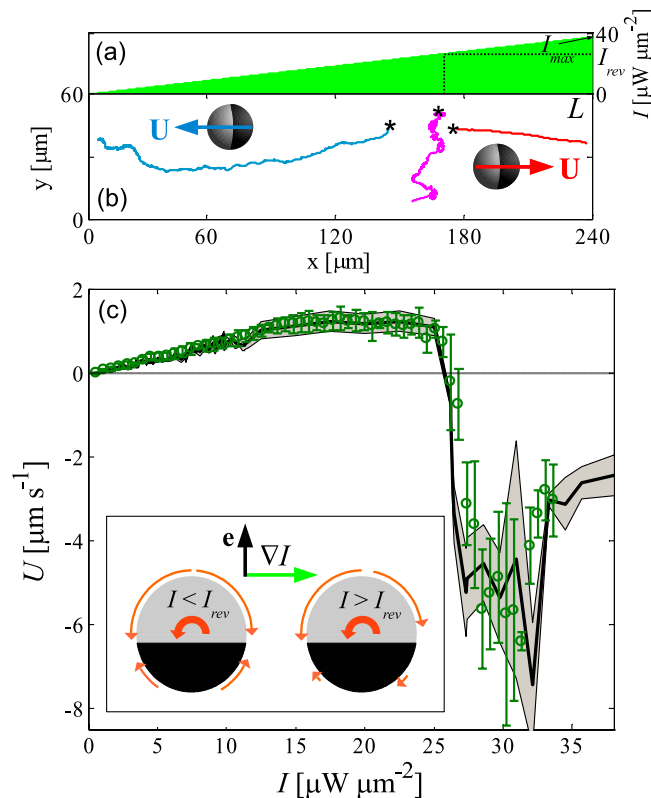 (a)
40
I_max
I_rev
I [μW μm⁻²]
60
0
L
U
*
*
*
U
y [μm]
(b)
0
0
60
120
180
240
x [μm]
2
(c)
0
-2
U [μm s⁻¹]
e
∇I
-4
I < I_rev
I > I_rev
-6
-8
0
5
10
15
20
25
30
35
I [μW μm⁻²]